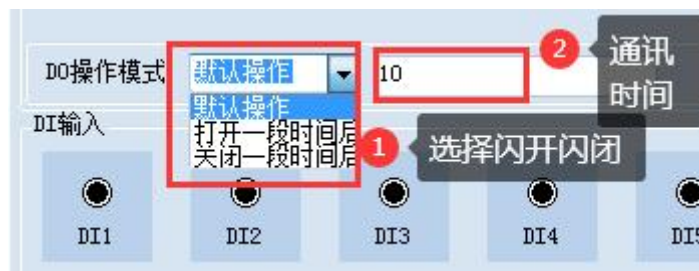 DO操作模式 默认操作 10 2 通讯时间
默认操作
打开一段时间后
关闭一段时间后
1 选择闪开闪闭
DI输入
DI1 DI2 DI3 DI4